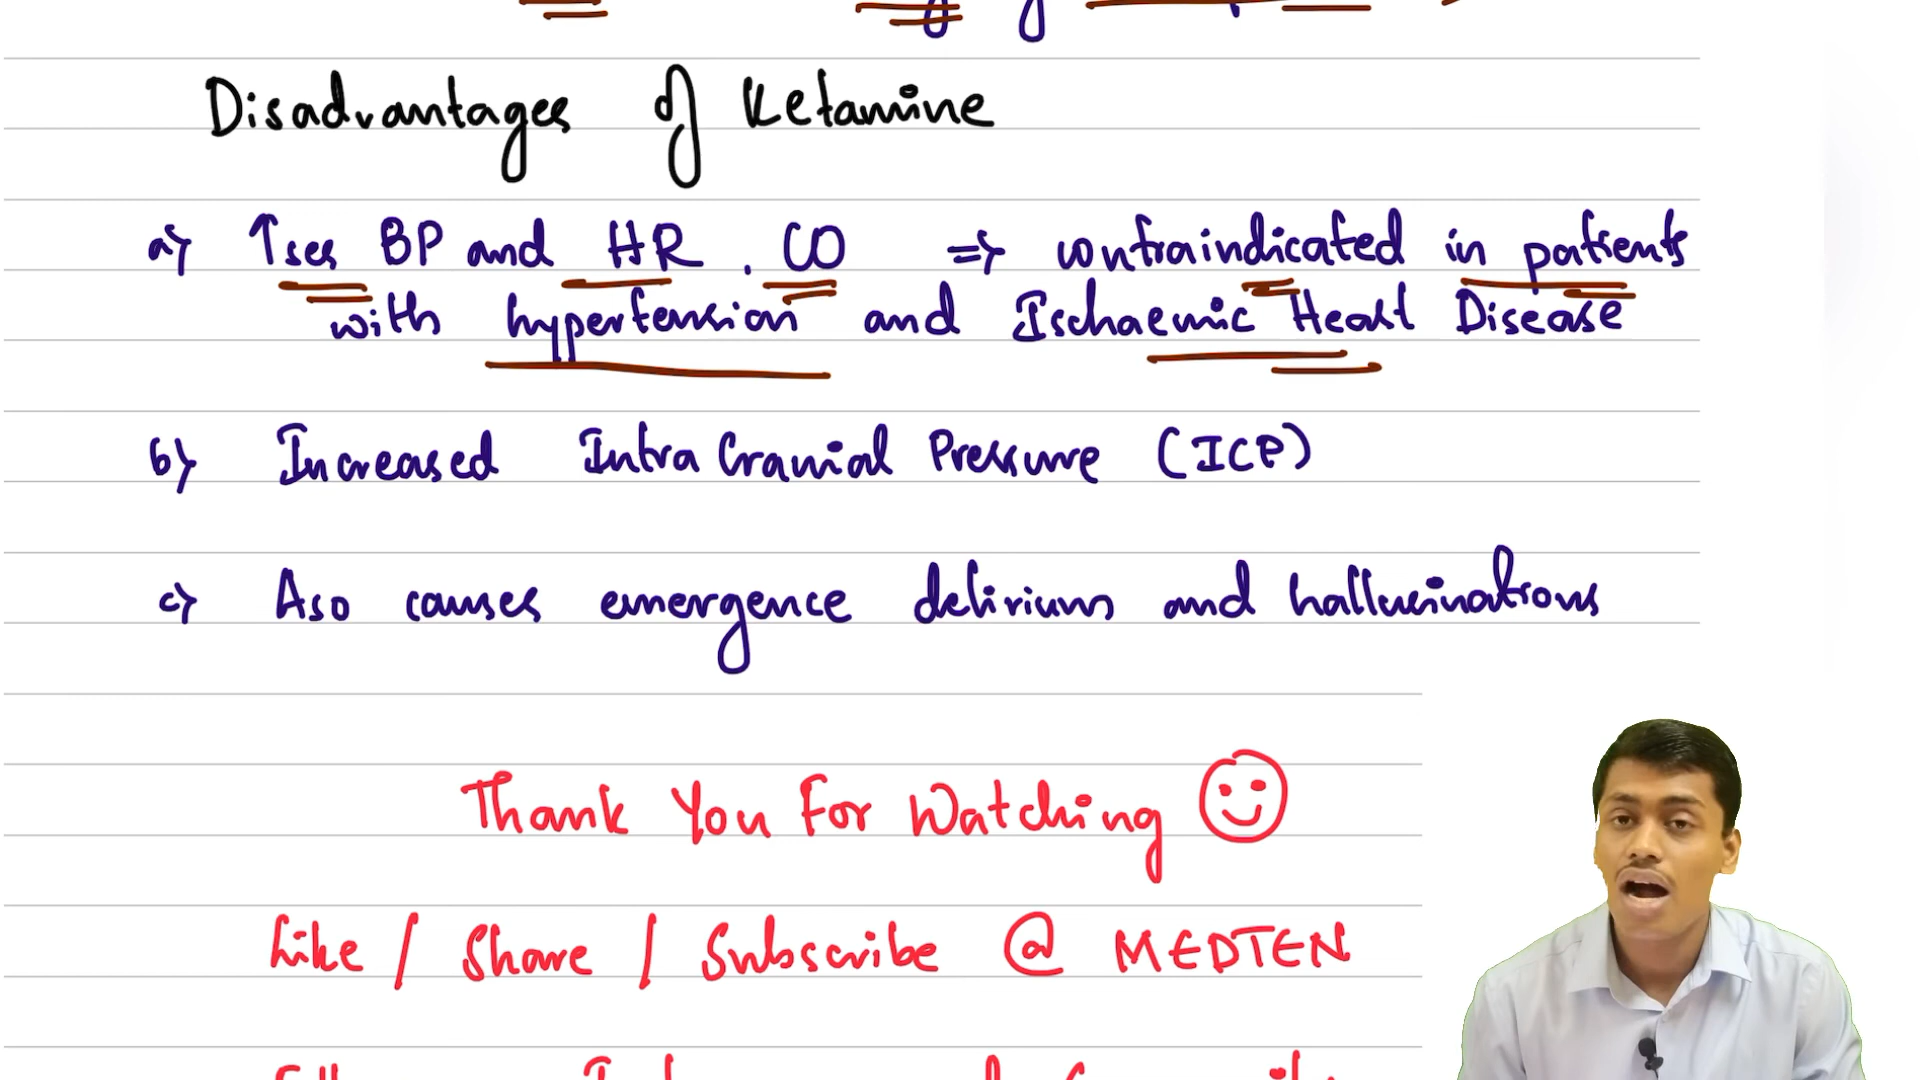 Disadvantages of Ketamine
a) ↑ses BP and HR, CO => contraindicated in patients
with hypertension and Ischaemic Heart Disease
b) Increased Intra Cranial Pressure (ICP)
c) Aso causes emergence delirium and hallucinations
Thank You For Watching
Like / Share / Subscribe @ MEDTEN